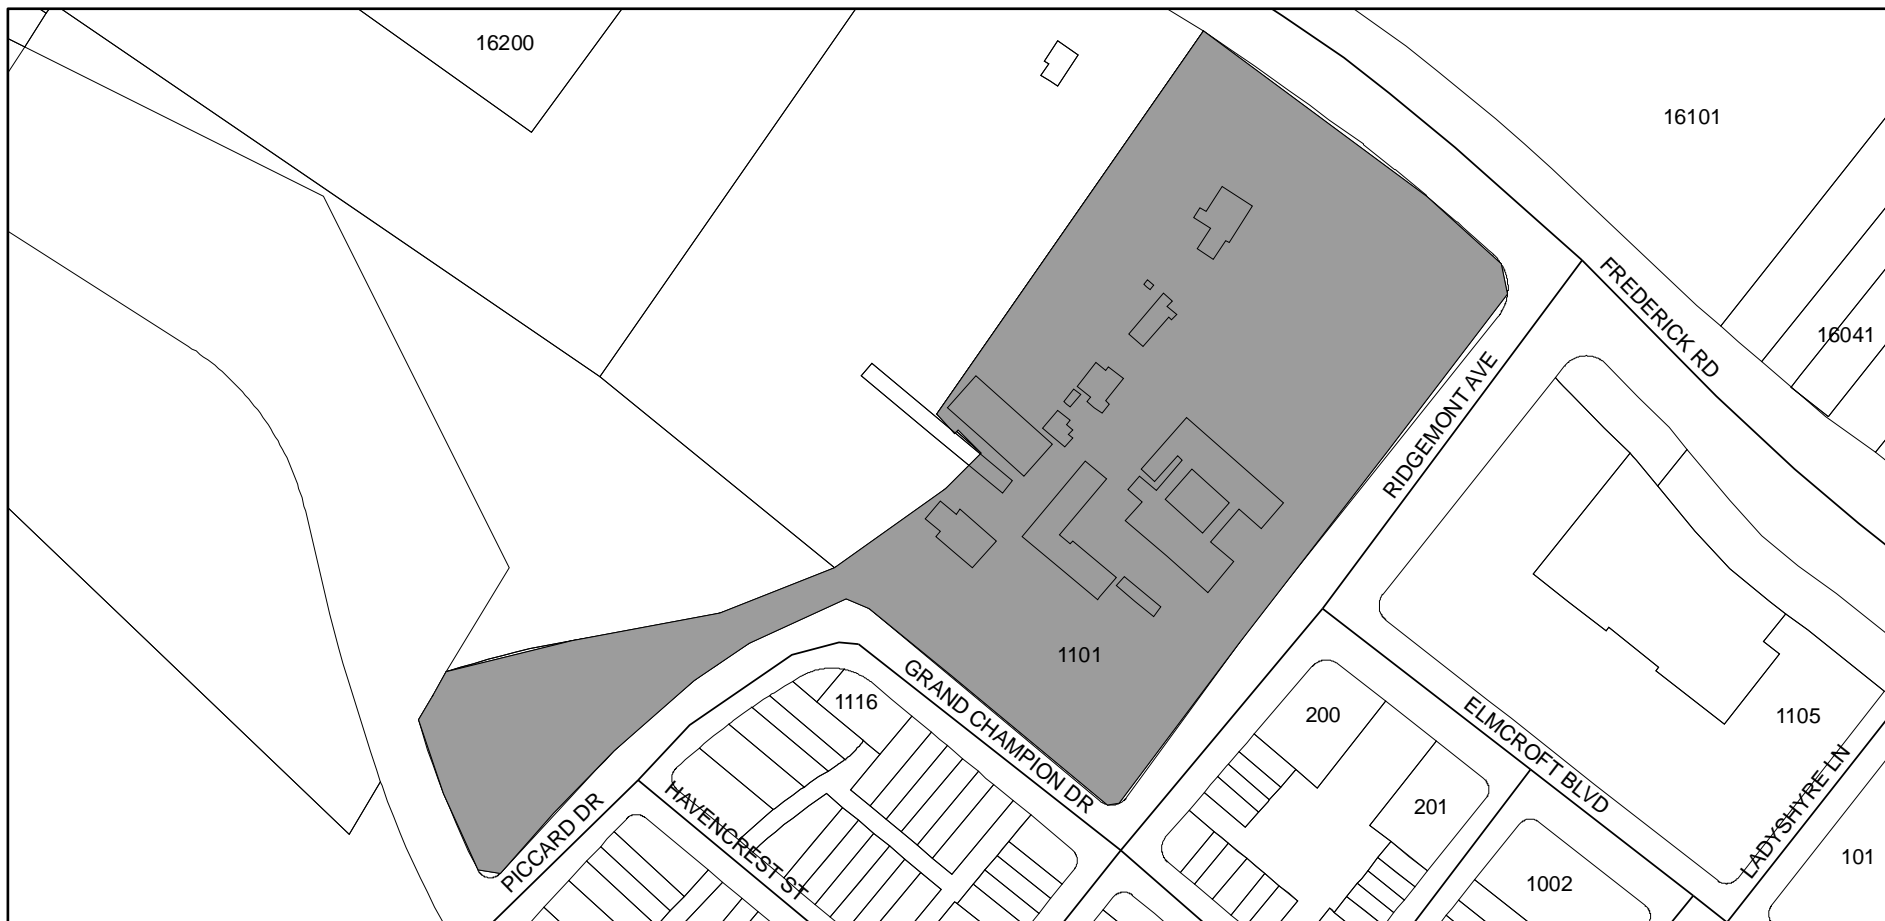 16200
16101
FREDERICK RD
16041
RIDGEMONT AVE
1101
GRAND CHAMPION DR
1116
200
ELMCROFT BLVD
1105
HAVENCREST ST
PICCARD DR
201
LADYSHYRE LN
1002
101